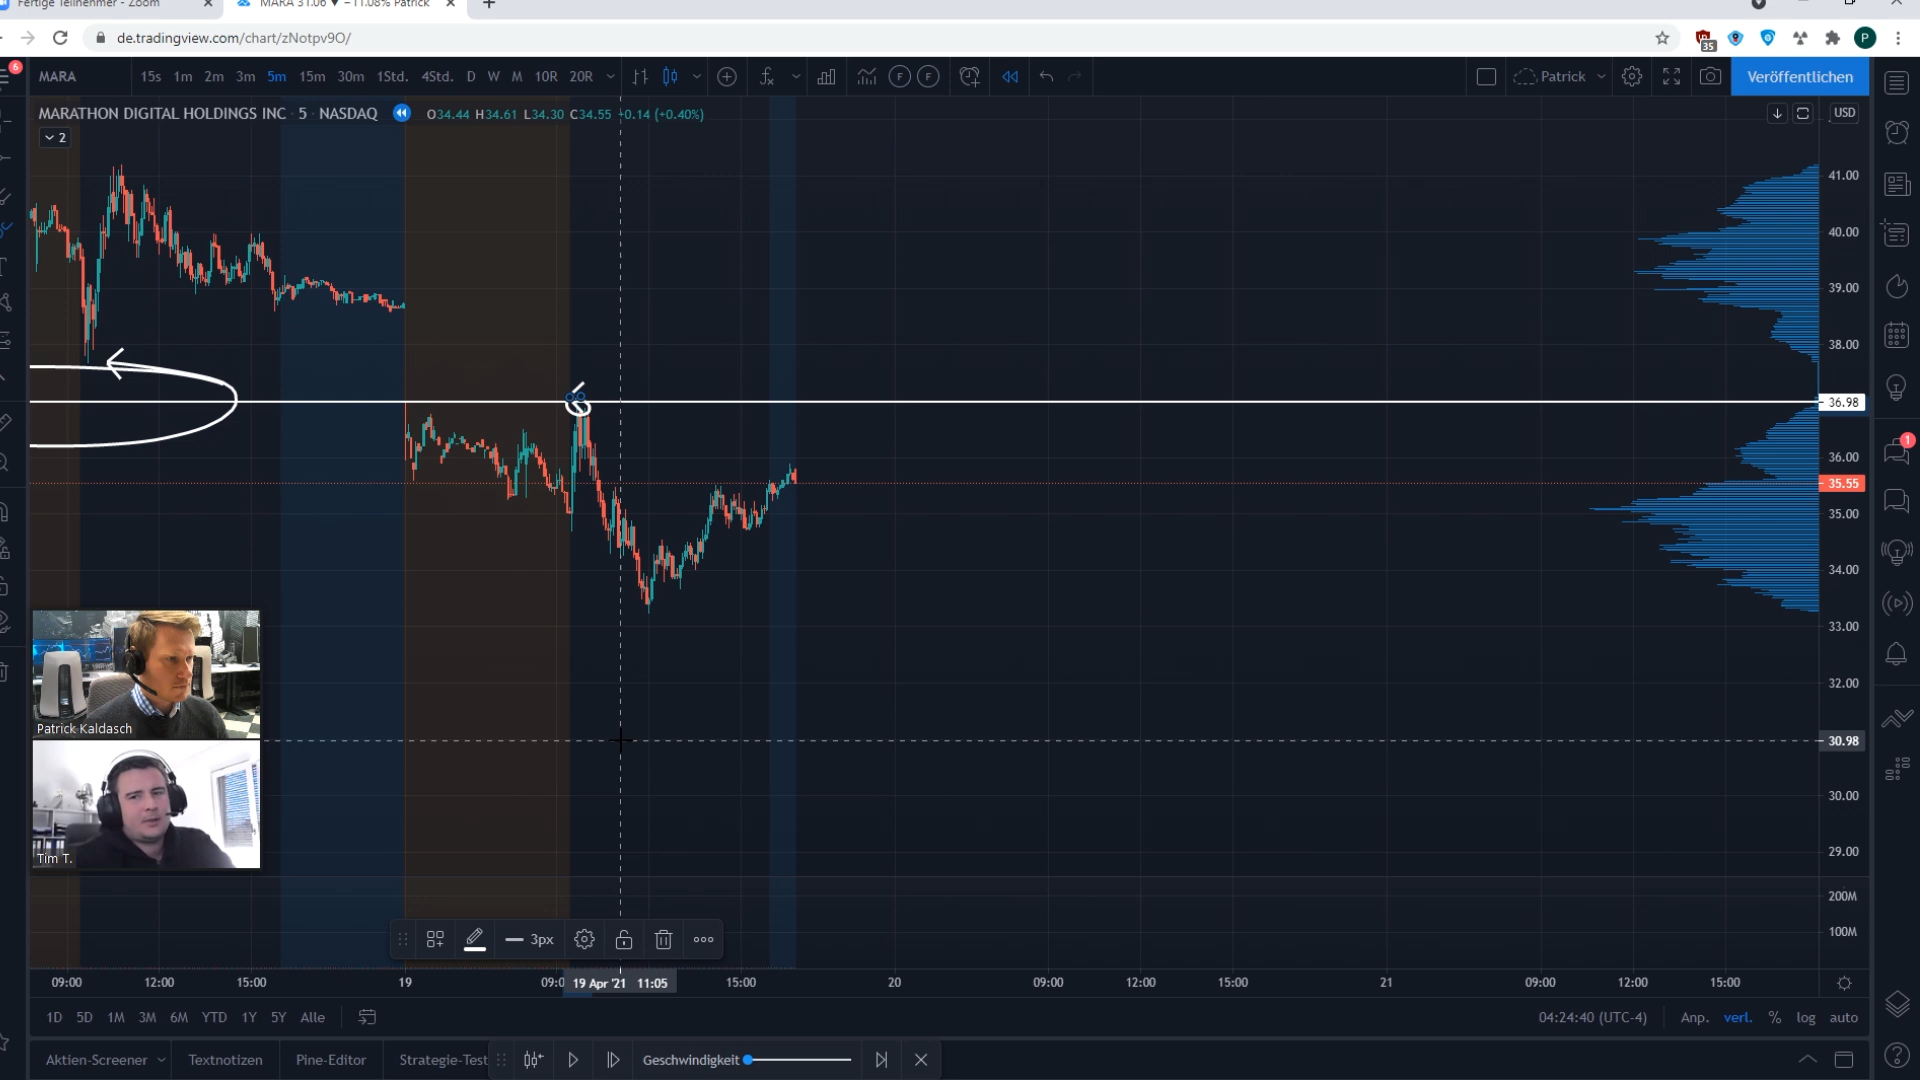 Fertige Teilnehmer - Zoom
MARA 31.06 ▼ −11.08% Patrick
de.tradingview.com/chart/zNotpv9O/
35
P
6
MARA
15s 1m 2m 3m 5m 15m 30m 1Std. 4Std. D W M 10R 20R
F F
Patrick
Veröffentlichen
MARATHON DIGITAL HOLDINGS INC · 5 · NASDAQ
O34.44 H34.61 L34.30 C34.55 +0.14 (+0.40%)
USD
2
41.00
40.00
39.00
38.00
36.98
36.00
35.55
35.00
34.00
33.00
32.00
30.98
30.00
29.00
200M
100M
1
Patrick Kaldasch
Tim T.
3px
09:00 12:00 15:00 19 09:0 19 Apr '21 11:05 15:00 20 09:00 12:00 15:00 21 09:00 12:00 15:00
1D 5D 1M 3M 6M YTD 1Y 5Y Alle
04:24:40 (UTC-4) Anp. verl. % log auto
Aktien-Screener Textnotizen Pine-Editor Strategie-Test Geschwindigkeit